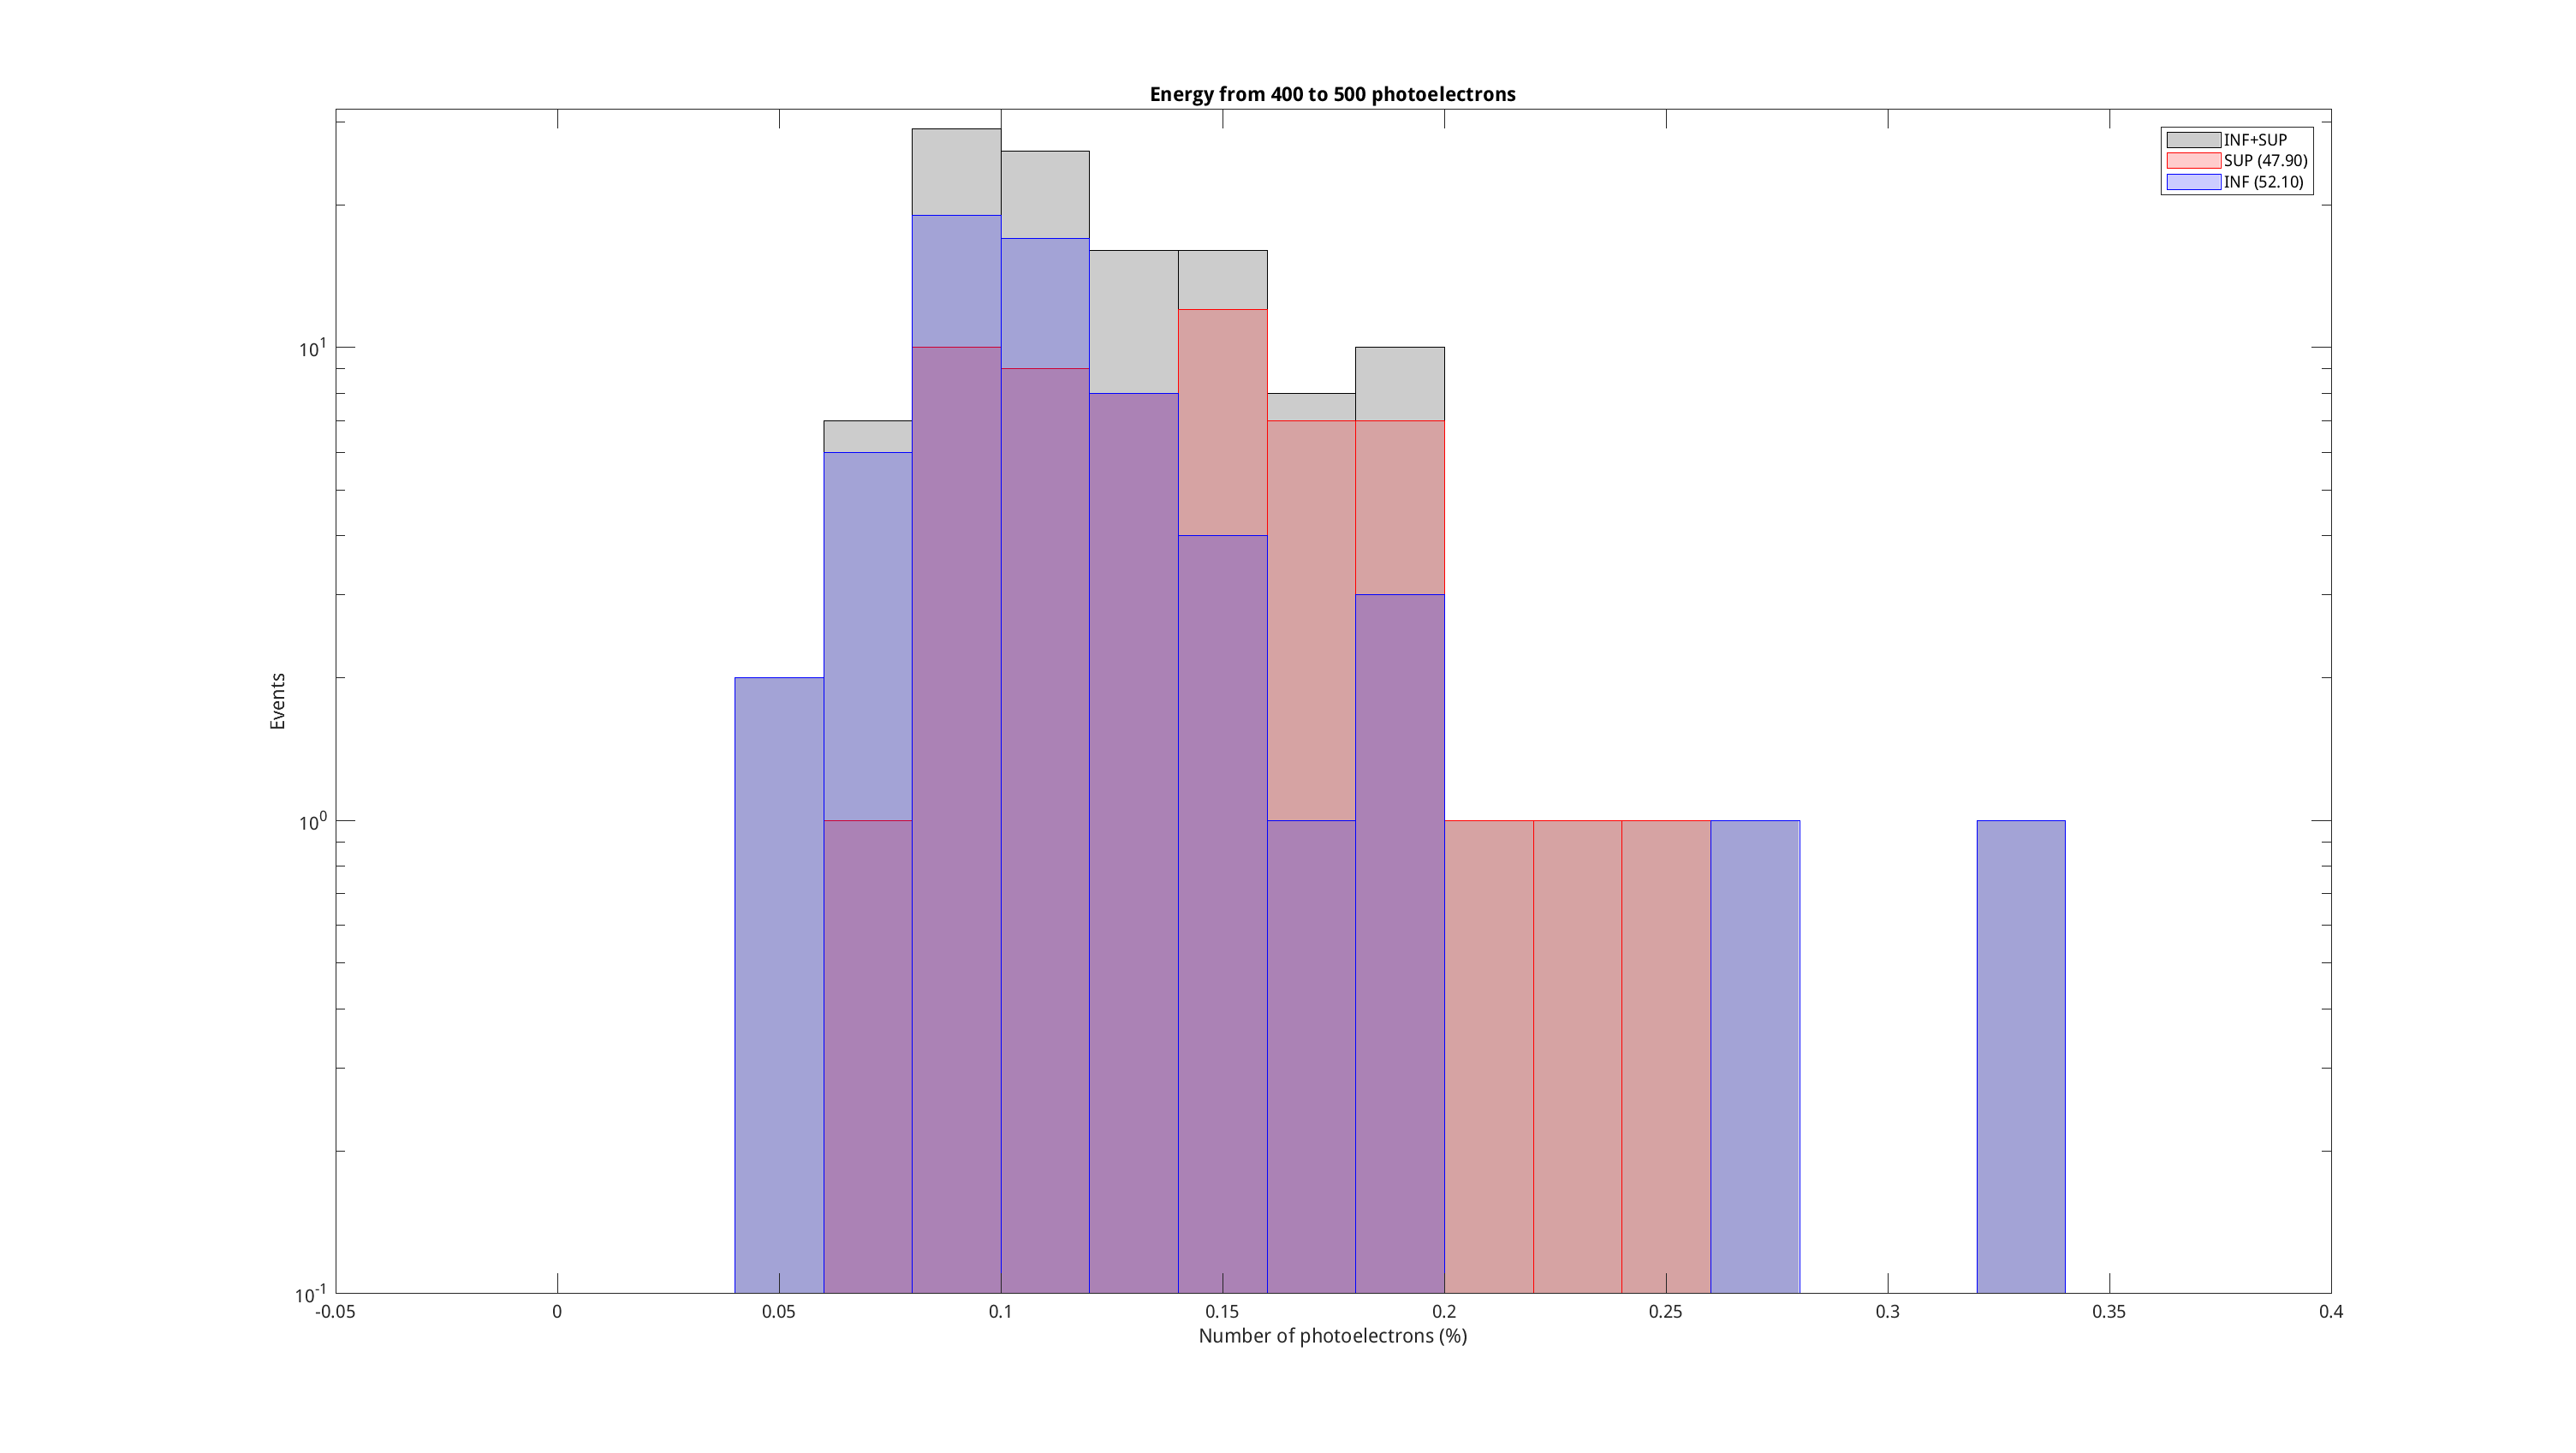 Energy from 400 to 500 photoelectrons
INF+SUP
SUP (47.90)
INF (52.10)
10^1
10^0
10^-1
Events
-0.05 0 0.05 0.1 0.15 0.2 0.25 0.3 0.35 0.4
Number of photoelectrons (%)